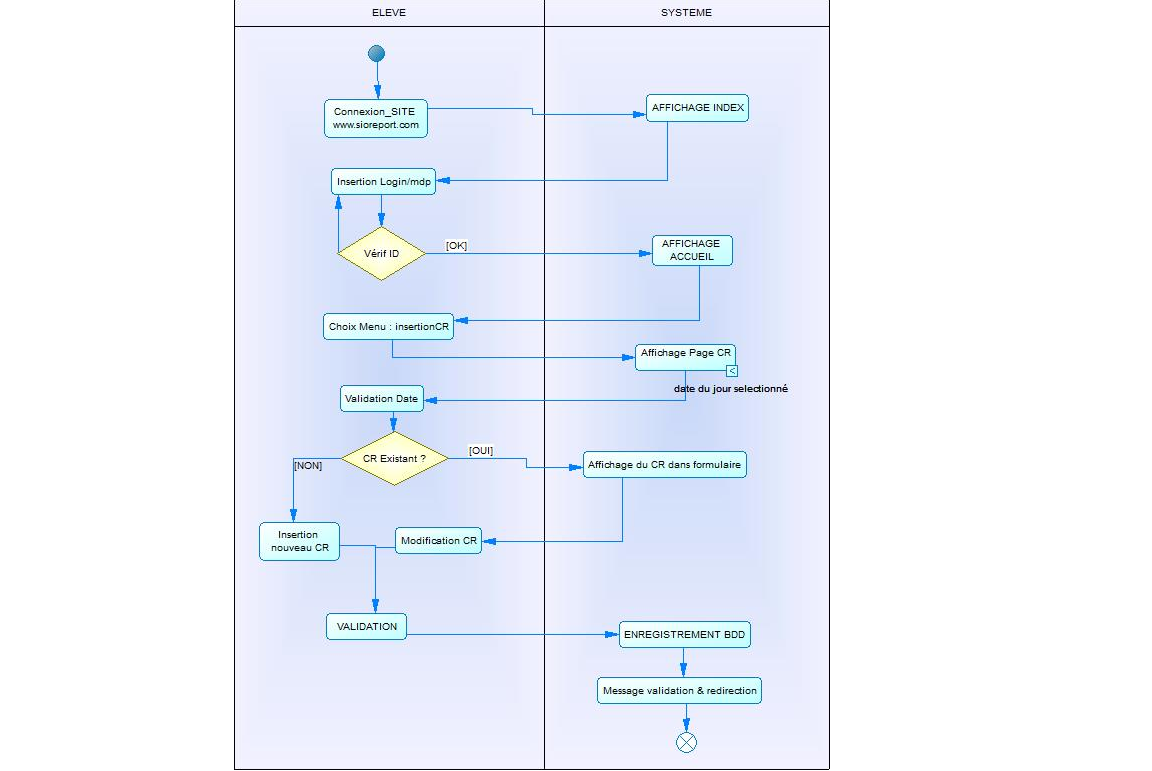 ELEVE
SYSTEME
Connexion_SITE
www.sioreport.com
AFFICHAGE INDEX
Insertion Login/mdp
Vérif ID
[OK]
AFFICHAGE
ACCUEIL
Choix Menu : insertionCR
Affichage Page CR
<
date du jour selectionné
Validation Date
CR Existant ?
[OUI]
[NON]
Affichage du CR dans formulaire
Insertion
nouveau CR
Modification CR
VALIDATION
ENREGISTREMENT BDD
Message validation & redirection